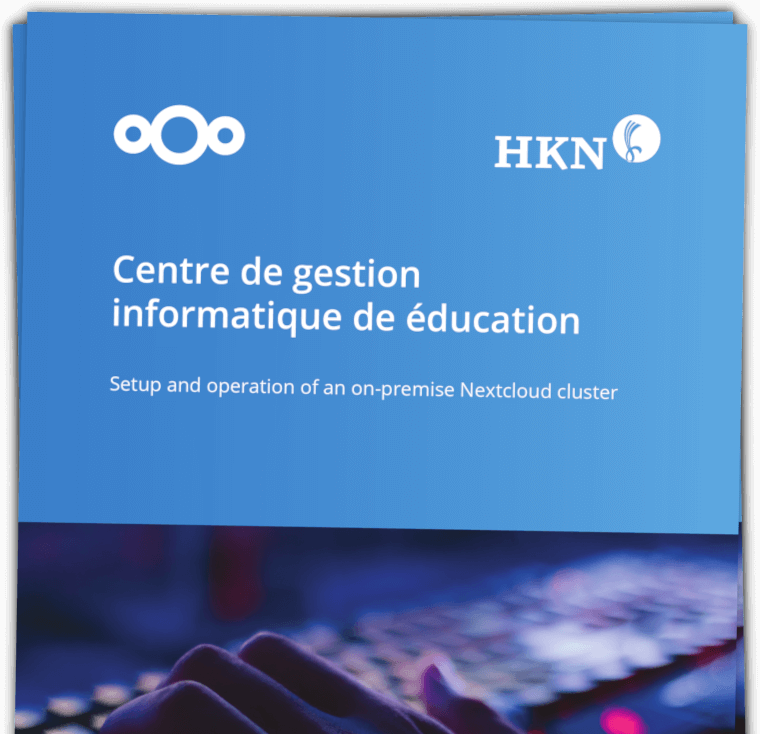 HKN
Centre de gestion
informatique de éducation
Setup and operation of an on-premise Nextcloud cluster